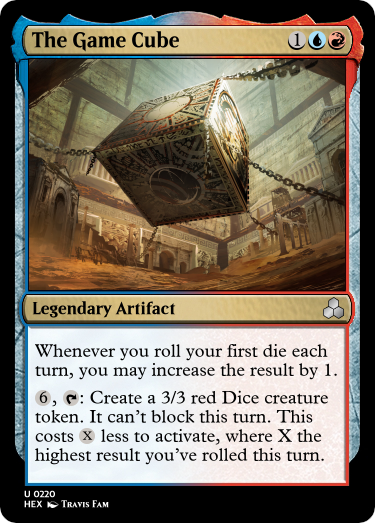 The Game Cube 1
Legendary Artifact
Whenever you roll your first die each
turn, you may increase the result by 1.
6, : Create a 3/3 red Dice creature
token. It can't block this turn. This
costs X less to activate, where X the
highest result you've rolled this turn.
U 0220
HEX Travis Fam